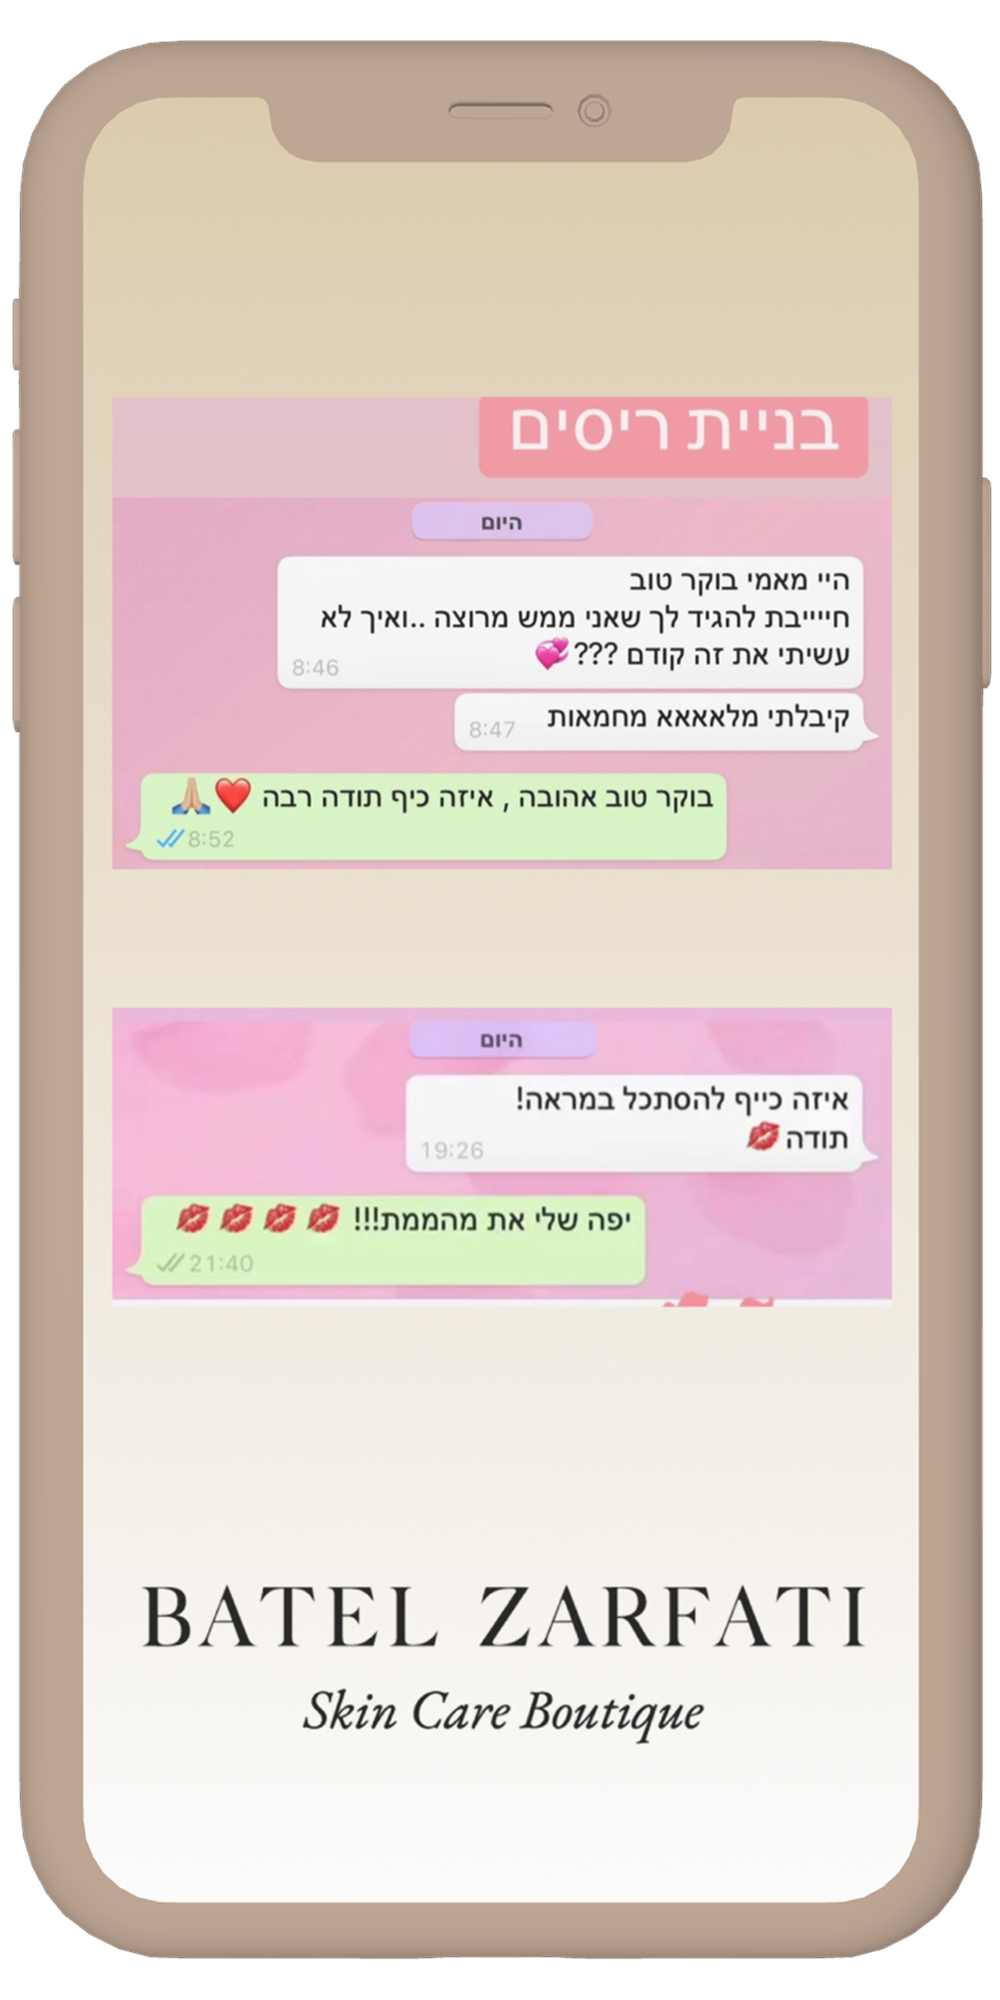 בניית ריסים
היום
היי מאמי בוקר טוב
חייייבת להגיד לך שאני ממש מרוצה ..ואיך לא
עשיתי את זה קודם ???💞
8:46
קיבלתי מלאאאא מחמאות
8:47
בוקר טוב אהובה , איזה כיף תודה רבה ❤️🙏🏼
8:52
היום
איזה כייף להסתכל במראה!
תודה 💋
19:26
יפה שלי את מהממת!!! 💋 💋 💋 💋
21:40
BATEL ZARFATI
Skin Care Boutique